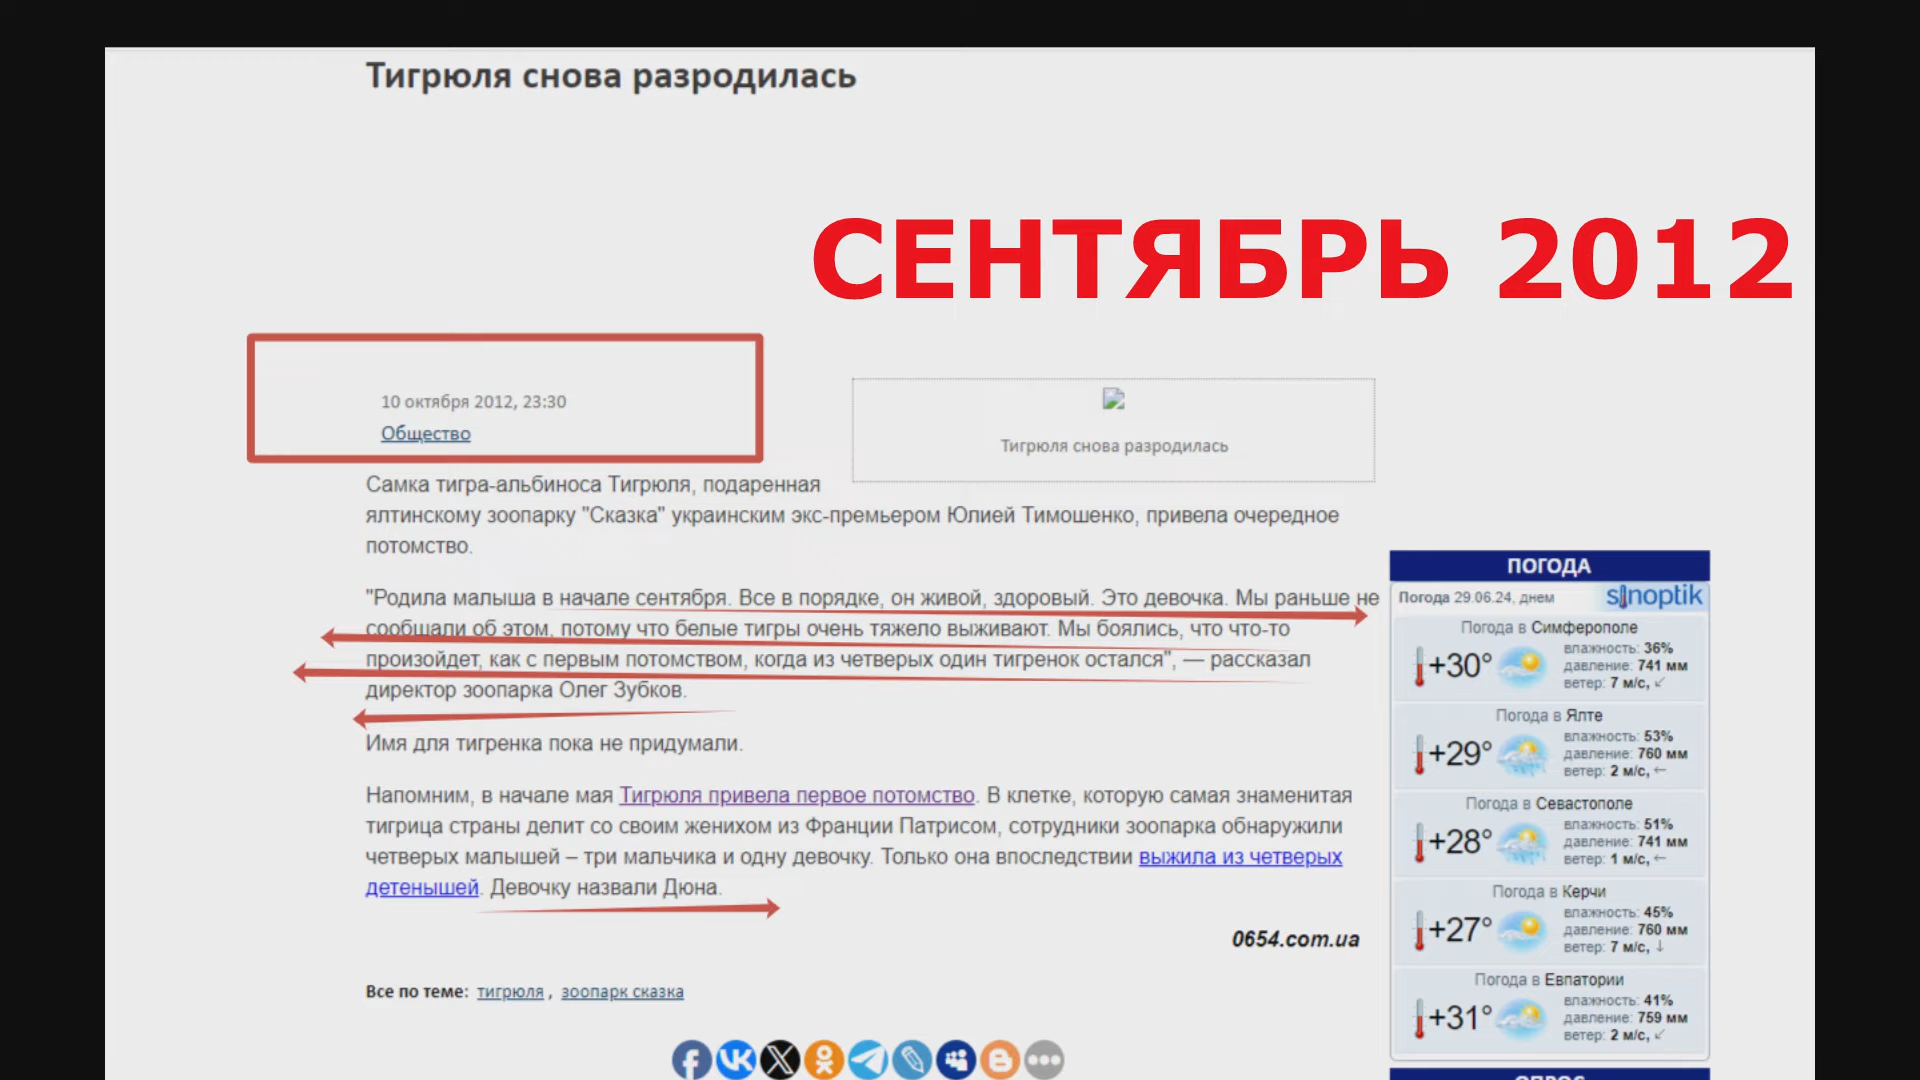 Тигрюля снова разродилась
СЕНТЯБРЬ 2012
10 октября 2012, 23:30
Общество
Тигрюля снова разродилась
Самка тигра-альбиноса Тигрюля, подаренная
ялтинскому зоопарку "Сказка" украинским экс-премьером Юлией Тимошенко, привела очередное
потомство.
"Родила малыша в начале сентября. Все в порядке, он живой, здоровый. Это девочка. Мы раньше не
сообщали об этом, потому что белые тигры очень тяжело выживают. Мы боялись, что что-то
произойдет, как с первым потомством, когда из четверых один тигренок остался", — рассказал
директор зоопарка Олег Зубков.
Имя для тигренка пока не придумали.
Напомним, в начале мая Тигрюля привела первое потомство. В клетке, которую самая знаменитая
тигрица страны делит со своим женихом из Франции Патрисом, сотрудники зоопарка обнаружили
четверых малышей – три мальчика и одну девочку. Только она впоследствии выжила из четверых
детенышей. Девочку назвали Дюна.
0654.com.ua
Все по теме: тигрюля , зоопарк сказка
ПОГОДА
Погода 29.06.24, днем sinoptik
Погода в Симферополе
+30°
влажность: 36%
давление: 741 мм
ветер: 7 м/с, ↙
Погода в Ялте
+29°
влажность: 53%
давление: 760 мм
ветер: 2 м/с, ←
Погода в Севастополе
+28°
влажность: 51%
давление: 741 мм
ветер: 1 м/с, ←
Погода в Керчи
+27°
влажность: 45%
давление: 760 мм
ветер: 7 м/с, ↓
Погода в Евпатории
+31°
влажность: 41%
давление: 759 мм
ветер: 2 м/с, ↙
ОПРОС